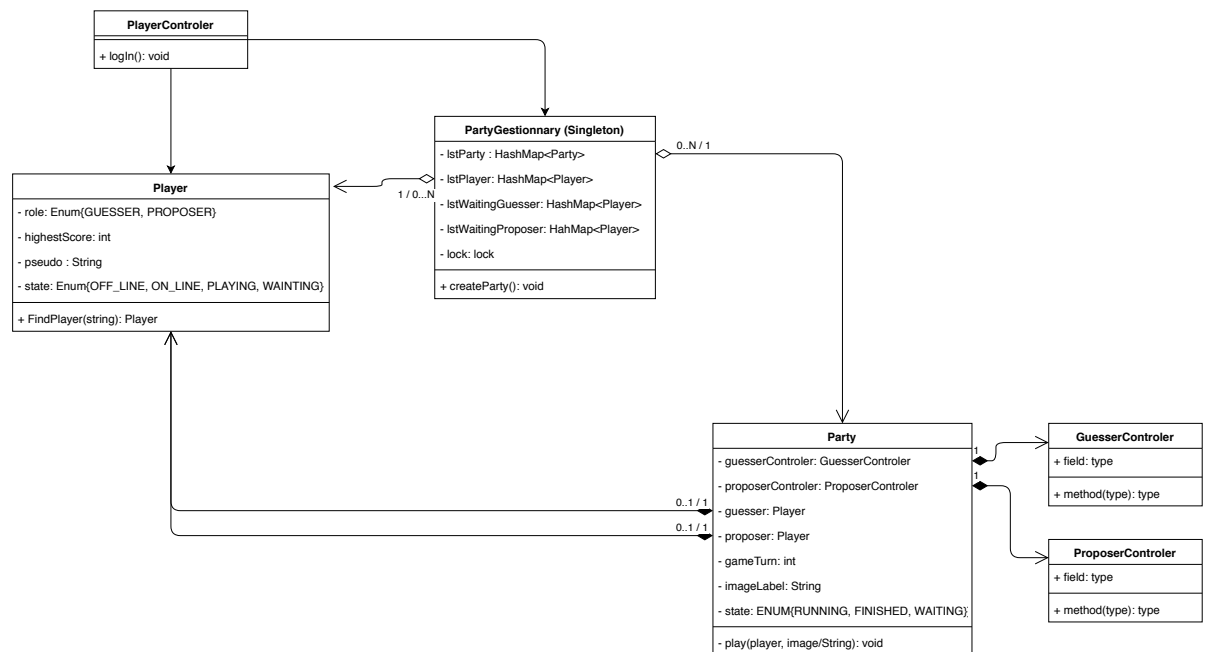 PlayerControler
+ logIn(): void
PartyGestionnary (Singleton)
- lstParty : HashMap<Party>
- lstPlayer: HashMap<Player>
- lstWaitingGuesser: HashMap<Player>
- lstWaitingProposer: HahMap<Player>
- lock: lock
+ createParty(): void
0..N / 1
1 / 0...N
Player
- role: Enum{GUESSER, PROPOSER}
- highestScore: int
- pseudo : String
- state: Enum{OFF_LINE, ON_LINE, PLAYING, WAINTING}
+ FindPlayer(string): Player
Party
- guesserControler: GuesserControler
- proposerControler: ProposerControler
- guesser: Player
- proposer: Player
- gameTurn: int
- imageLabel: String
- state: ENUM{RUNNING, FINISHED, WAITING}
- play(player, image/String): void
0..1 / 1
0..1 / 1
1
1
GuesserControler
+ field: type
+ method(type): type
ProposerControler
+ field: type
+ method(type): type